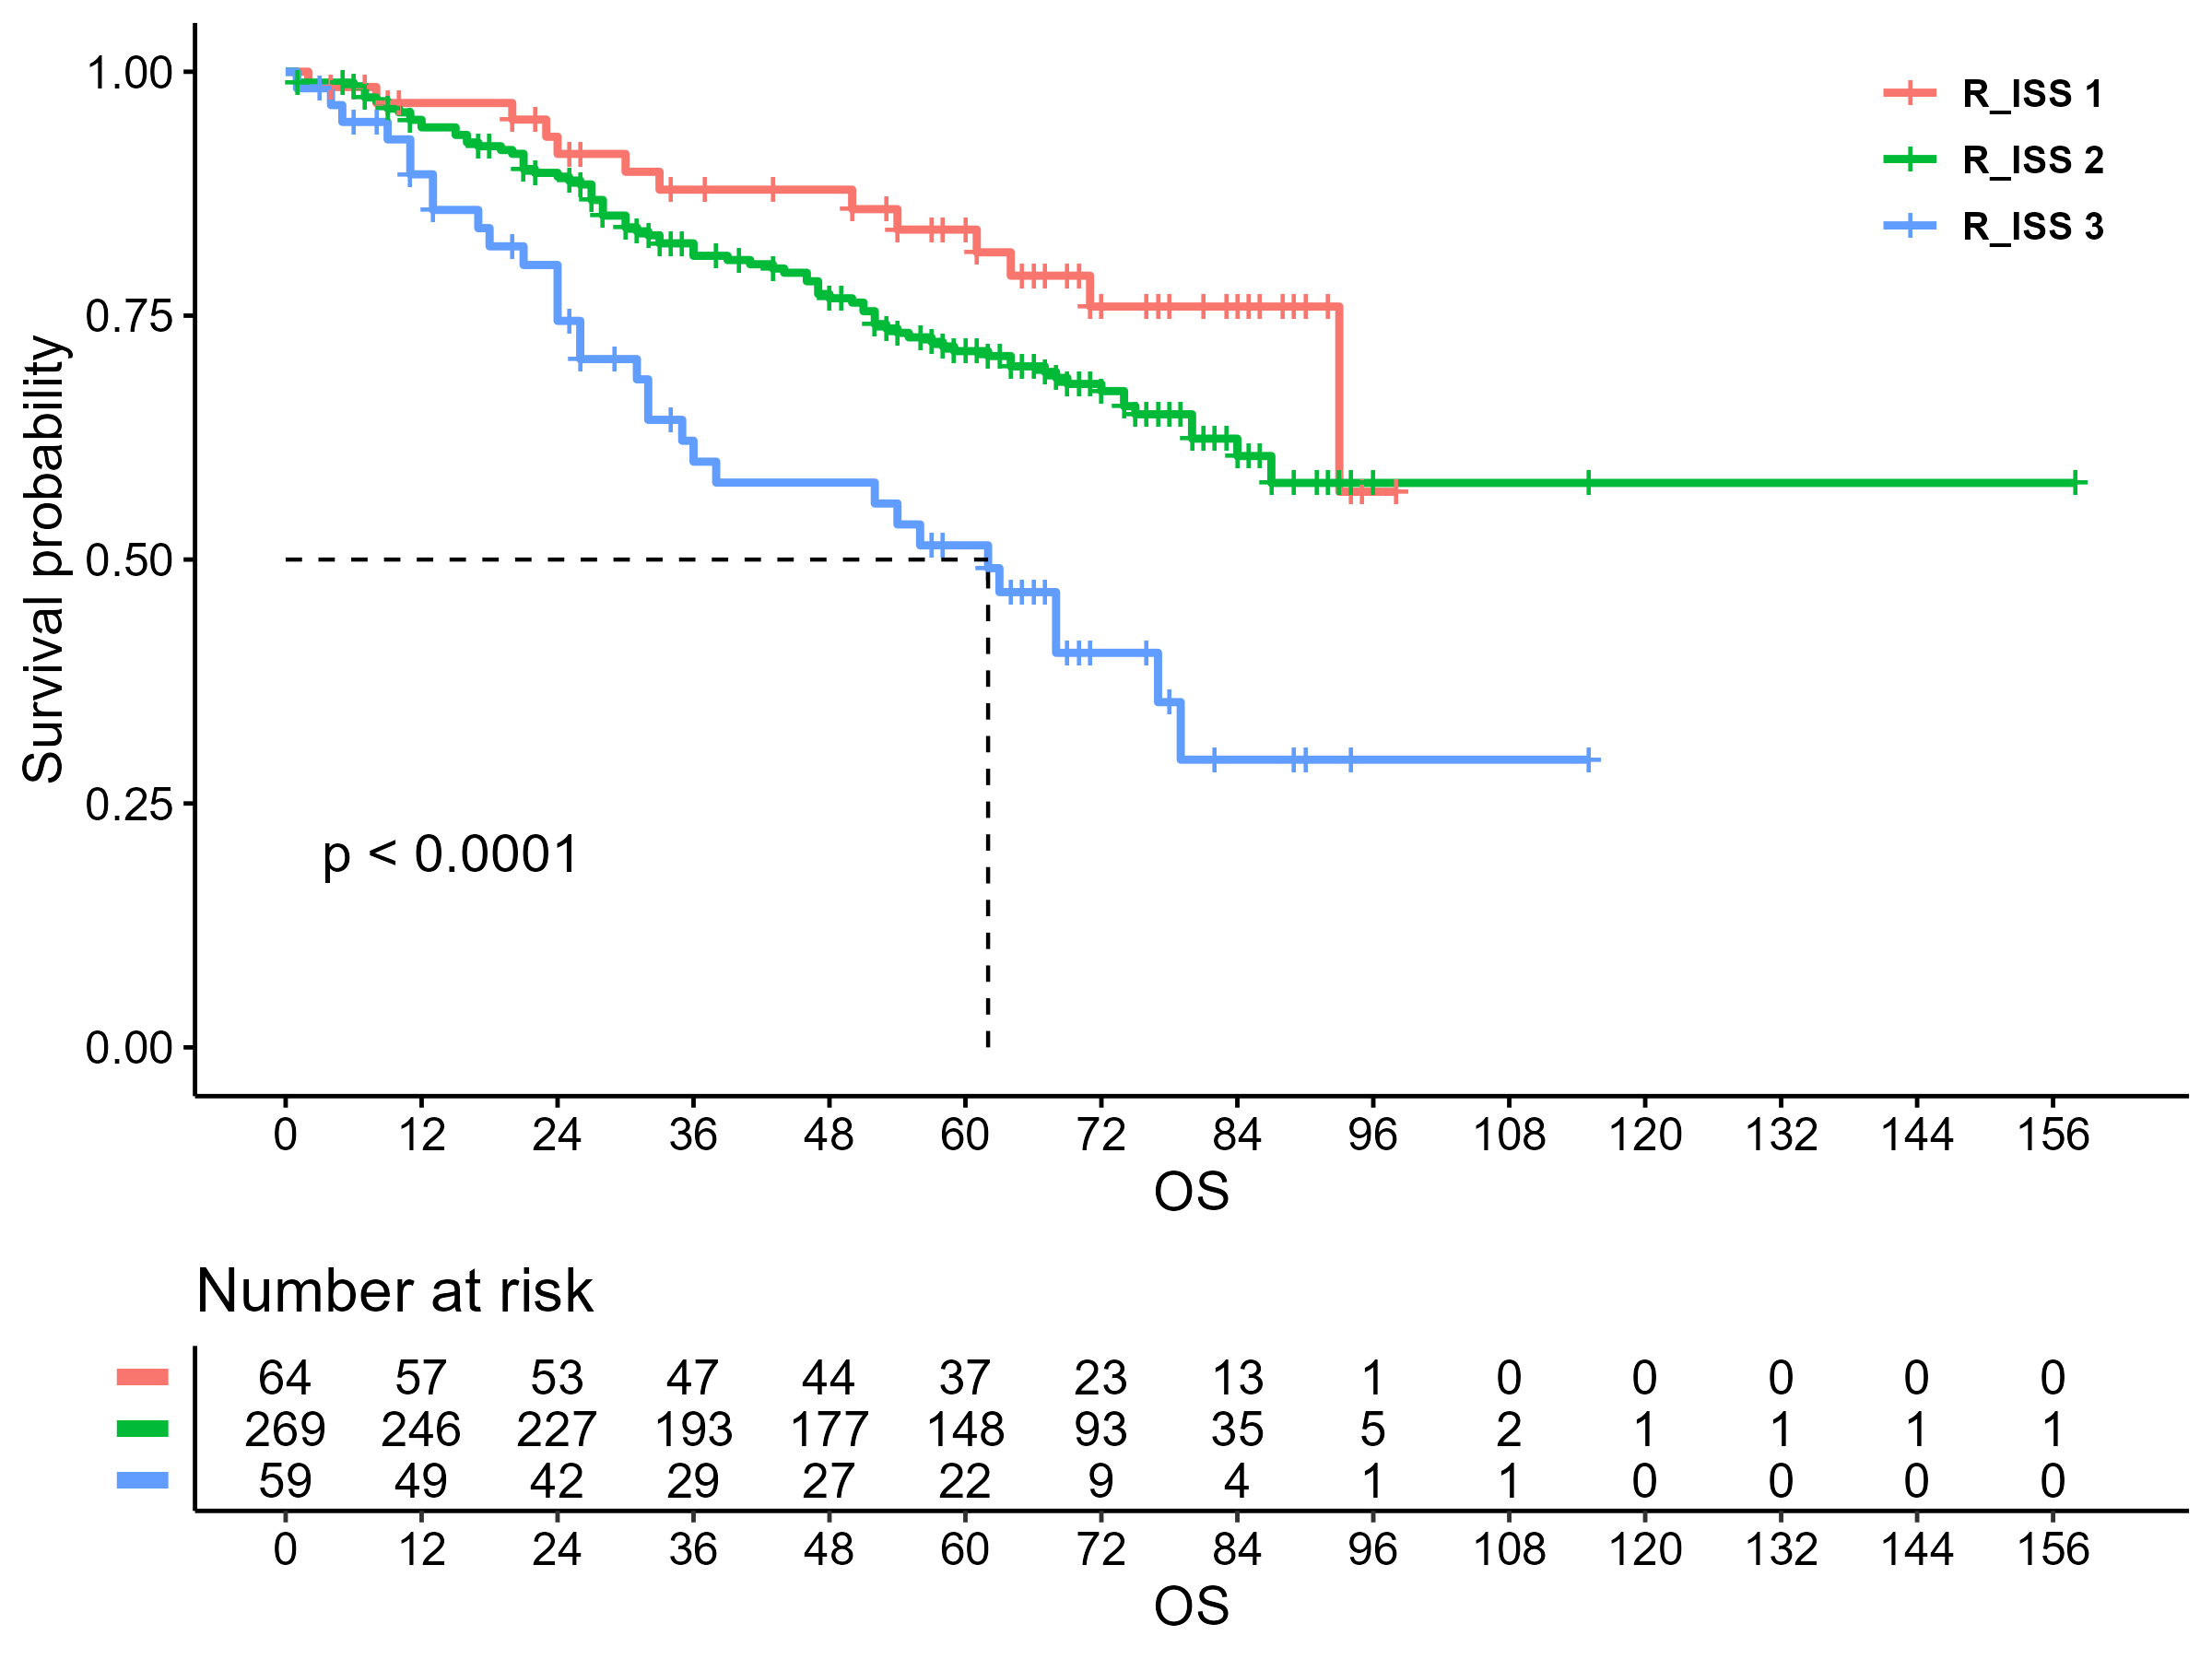 1.00
0.75
0.50
0.25
0.00
Survival probability
R_ISS 1
R_ISS 2
R_ISS 3
p < 0.0001
0 12 24 36 48 60 72 84 96 108 120 132 144 156
OS
Number at risk
64 57 53 47 44 37 23 13 1 0 0 0 0 0
269 246 227 193 177 148 93 35 5 2 1 1 1 1
59 49 42 29 27 22 9 4 1 1 0 0 0 0
0 12 24 36 48 60 72 84 96 108 120 132 144 156
OS